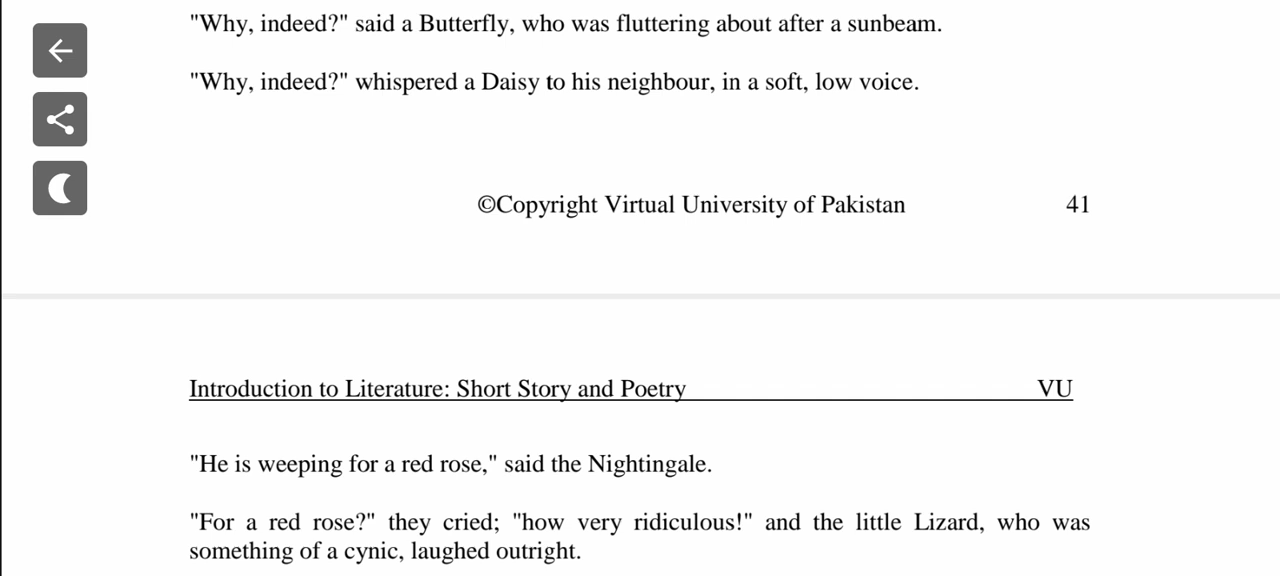 "Why, indeed?" said a Butterfly, who was fluttering about after a sunbeam.
"Why, indeed?" whispered a Daisy to his neighbour, in a soft, low voice.
©Copyright Virtual University of Pakistan 41
Introduction to Literature: Short Story and Poetry VU
"He is weeping for a red rose," said the Nightingale.
"For a red rose?" they cried; "how very ridiculous!" and the little Lizard, who was
something of a cynic, laughed outright.